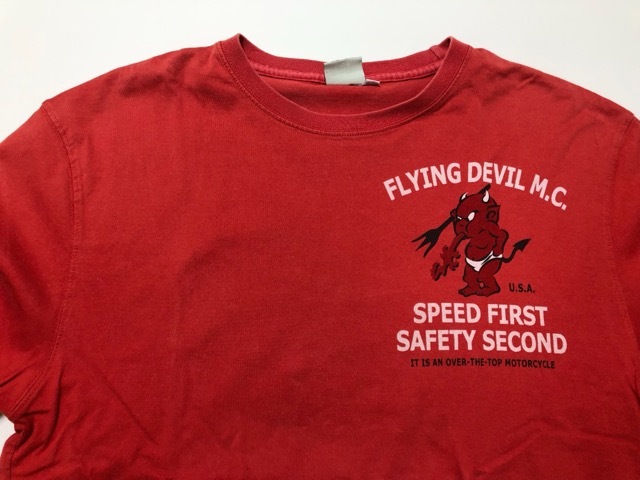 FLYING DEVIL M.C.
U.S.A.
SPEED FIRST
SAFETY SECOND
IT IS AN OVER-THE-TOP MOTORCYCLE